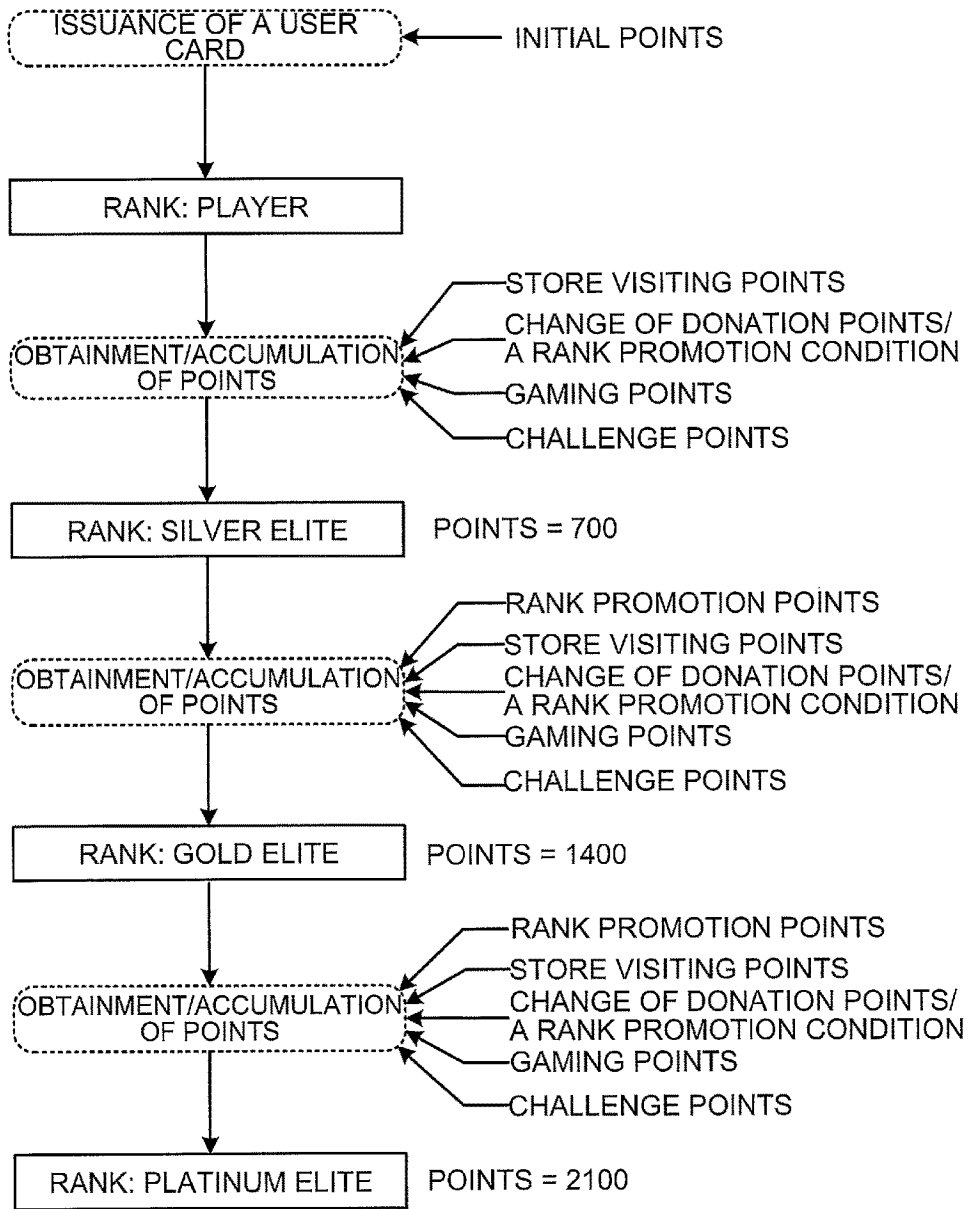 ISSUANCE OF A USER
CARD
INITIAL POINTS
RANK: PLAYER
STORE VISITING POINTS
CHANGE OF DONATION POINTS/
A RANK PROMOTION CONDITION
OBTAINMENT/ACCUMULATION
OF POINTS
GAMING POINTS
CHALLENGE POINTS
RANK: SILVER ELITE
POINTS = 700
RANK PROMOTION POINTS
STORE VISITING POINTS
CHANGE OF DONATION POINTS/
A RANK PROMOTION CONDITION
OBTAINMENT/ACCUMULATION
OF POINTS
GAMING POINTS
CHALLENGE POINTS
RANK: GOLD ELITE
POINTS = 1400
RANK PROMOTION POINTS
STORE VISITING POINTS
CHANGE OF DONATION POINTS/
A RANK PROMOTION CONDITION
OBTAINMENT/ACCUMULATION
OF POINTS
GAMING POINTS
CHALLENGE POINTS
RANK: PLATINUM ELITE
POINTS = 2100